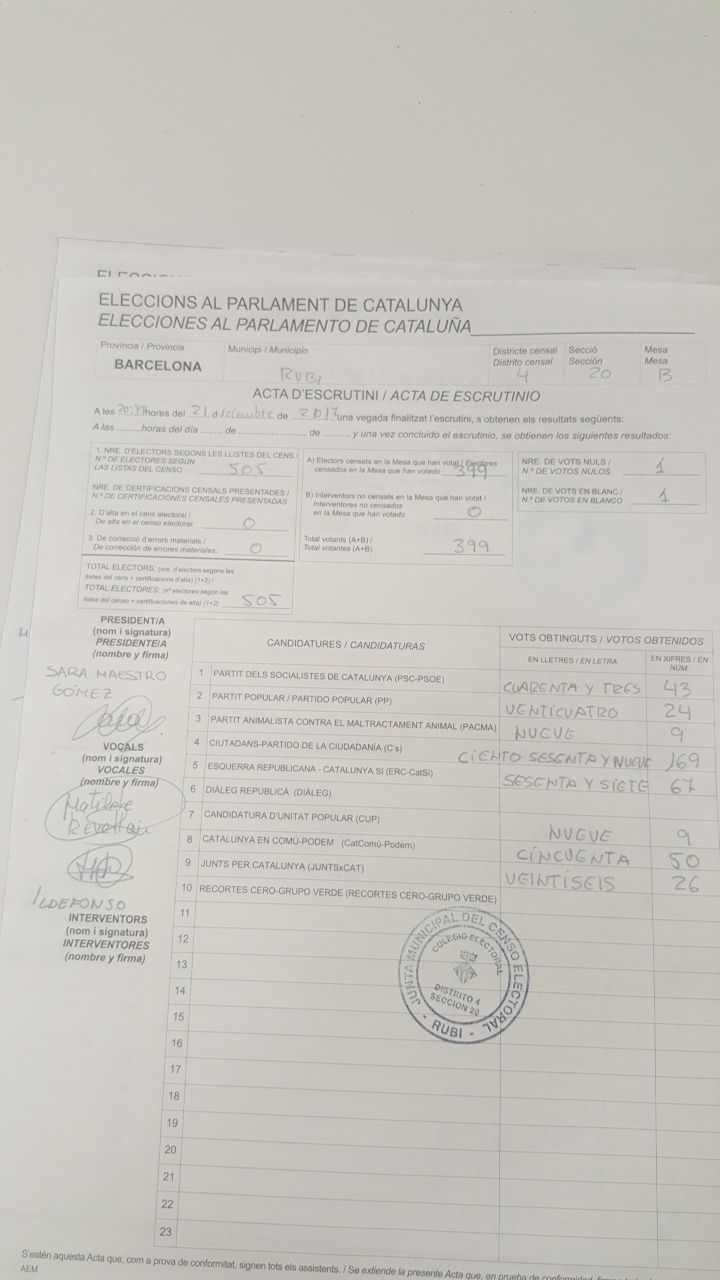 ELECCIONS AL PARLAMENT DE CATALUNYA
ELECCIONES AL PARLAMENTO DE CATALUÑA
Provincia / Provincia Municipi / Municipio Districte censal Secció Mesa
Distrito censal Sección Mesa
BARCELONA RUBI 4 20 B
ACTA D'ESCRUTINI / ACTA DE ESCRUTINIO
A les hores del 21 d iciembre de 2017 una vegada finalitzat l'escrutini, s'obtenen els resultats següents:
A las ......... horas del día ....... de ....................... de ........, y una vez concluido el escrutinio, se obtienen los siguientes resultados:
1. NRE. D'ELECTORS SEGONS LES LLISTES DEL CENS /
N.º DE ELECTORES SEGÚN
LAS LISTAS DEL CENSO 505
NRE. DE CERTIFICACIONS CENSALS PRESENTADES /
N.º DE CERTIFICACIONES CENSALES PRESENTADAS
2. D'alta en el cens electoral /
De alta en el censo electoral: 0
3. De correcció d'errors materials /
De corrección de errores materiales: 0
TOTAL ELECTORS: (nre. d'electors segons les
llistes del cens + certificacions d'alta) (1+2) /
TOTAL ELECTORES: (nº electores según las
listas del censo + certificaciones de alta) (1+2) 505
A) Electors censats en la Mesa que han votat / Electores
censados en la Mesa que han votado 399
B) Interventors no censats en la Mesa que han votat /
Interventores no censados
en la Mesa que han votado 0
Total votants (A+B) /
Total votantes (A+B) 399
NRE. DE VOTS NULS /
N.º DE VOTOS NULOS 1
NRE. DE VOTS EN BLANC /
N.º DE VOTOS EN BLANCO 1
PRESIDENT/A
(nom i signatura)
PRESIDENTE/A
(nombre y firma)
SARA MAESTRO
GÓMEZ
VOCALS
(nom i signatura)
VOCALES
(nombre y firma)
Matilde
ILDEFONSO
INTERVENTORS
(nom i signatura)
INTERVENTORES
(nombre y firma)
CANDIDATURES / CANDIDATURAS VOTS OBTINGUTS / VOTOS OBTENIDOS
EN LLETRES / EN LETRA EN XIFRES / EN NÚM
1 PARTIT DELS SOCIALISTES DE CATALUNYA (PSC-PSOE) CUARENTA Y TRES 43
2 PARTIT POPULAR / PARTIDO POPULAR (PP) VENTICUATRO 24
3 PARTIT ANIMALISTA CONTRA EL MALTRACTAMENT ANIMAL (PACMA) NUEVE 9
4 CIUTADANS-PARTIDO DE LA CIUDADANÍA (C's) CIENTO SESENTA Y NUEVE 169
5 ESQUERRA REPUBLICANA - CATALUNYA SI (ERC-CatSí) SESENTA Y SIETE 67
6 DIÀLEG REPUBLICÀ (DIÀLEG)
7 CANDIDATURA D'UNITAT POPULAR (CUP) NUEVE 9
8 CATALUNYA EN COMÚ-PODEM (CatComú-Podem) CINCUENTA 50
9 JUNTS PER CATALUNYA (JUNTSxCAT) VEINTISEIS 26
10 RECORTES CERO-GRUPO VERDE (RECORTES CERO-GRUPO VERDE)
11
12
13
14
15
16
17
18
19
20
21
22
23
JUNTA MUNICIPAL DEL CENSO ELECTORAL
COLEGIO ELECTORAL
DISTRITO 4
SECCION 20
- RUBI -
S'estén aquesta Acta que, com a prova de conformitat, signen tots els assistents. / Se extiende la presente Acta que, en prueba de conformidad,
AEM